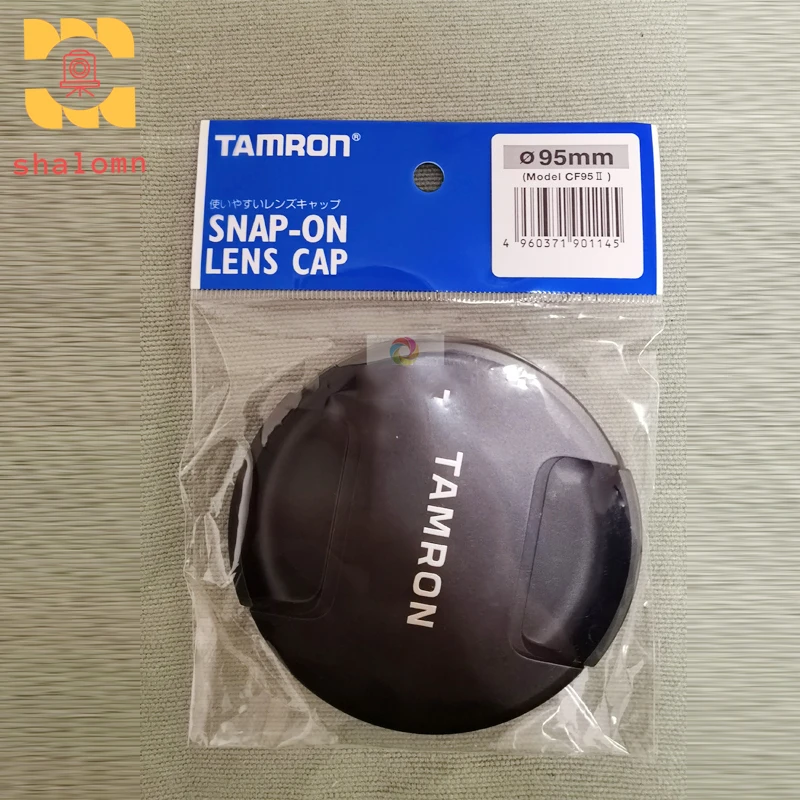 shalomn
TAMRON®
使いやすいレンズキャップ
SNAP-ON
LENS CAP
ø95mm
(Model CF95Ⅱ)
4 960371 901145
TAMRON